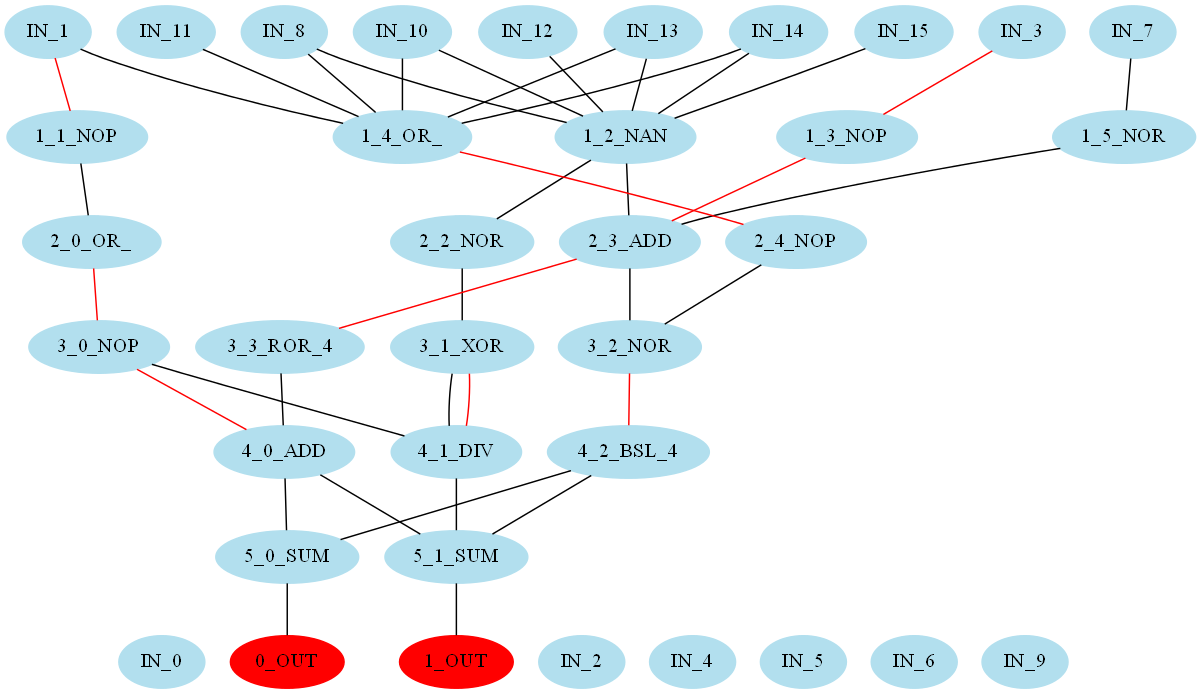 IN_1 IN_11 IN_8 IN_10 IN_12 IN_13 IN_14 IN_15 IN_3 IN_7
1_1_NOP 1_4_OR_ 1_2_NAN 1_3_NOP 1_5_NOR
2_0_OR_ 2_2_NOR 2_3_ADD 2_4_NOP
3_0_NOP 3_3_ROR_4 3_1_XOR 3_2_NOR
4_0_ADD 4_1_DIV 4_2_BSL_4
5_0_SUM 5_1_SUM
IN_0 0_OUT 1_OUT IN_2 IN_4 IN_5 IN_6 IN_9